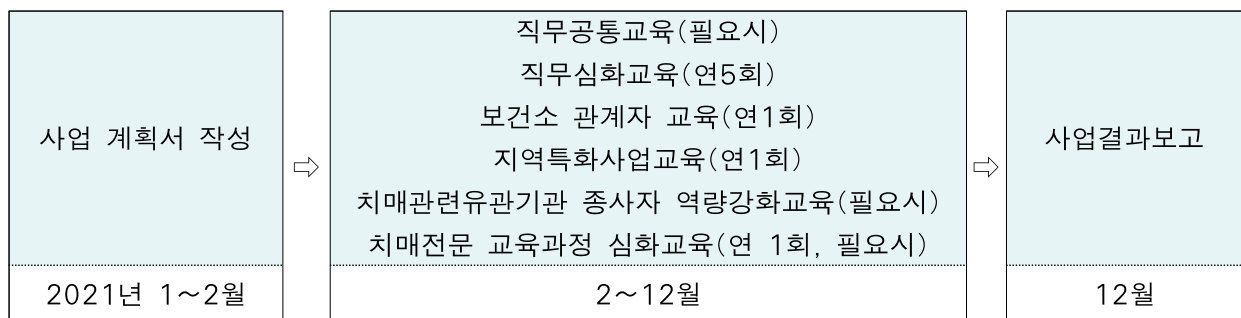 사업 계획서 작성
2021년 1～2월
⇨
직무공통교육(필요시)
직무심화교육(연5회)
보건소 관계자 교육(연1회)
지역특화사업교육(연1회)
치매관련유관기관 종사자 역량강화교육(필요시)
치매전문 교육과정 심화교육(연 1회, 필요시)
2～12월
⇨
사업결과보고
12월